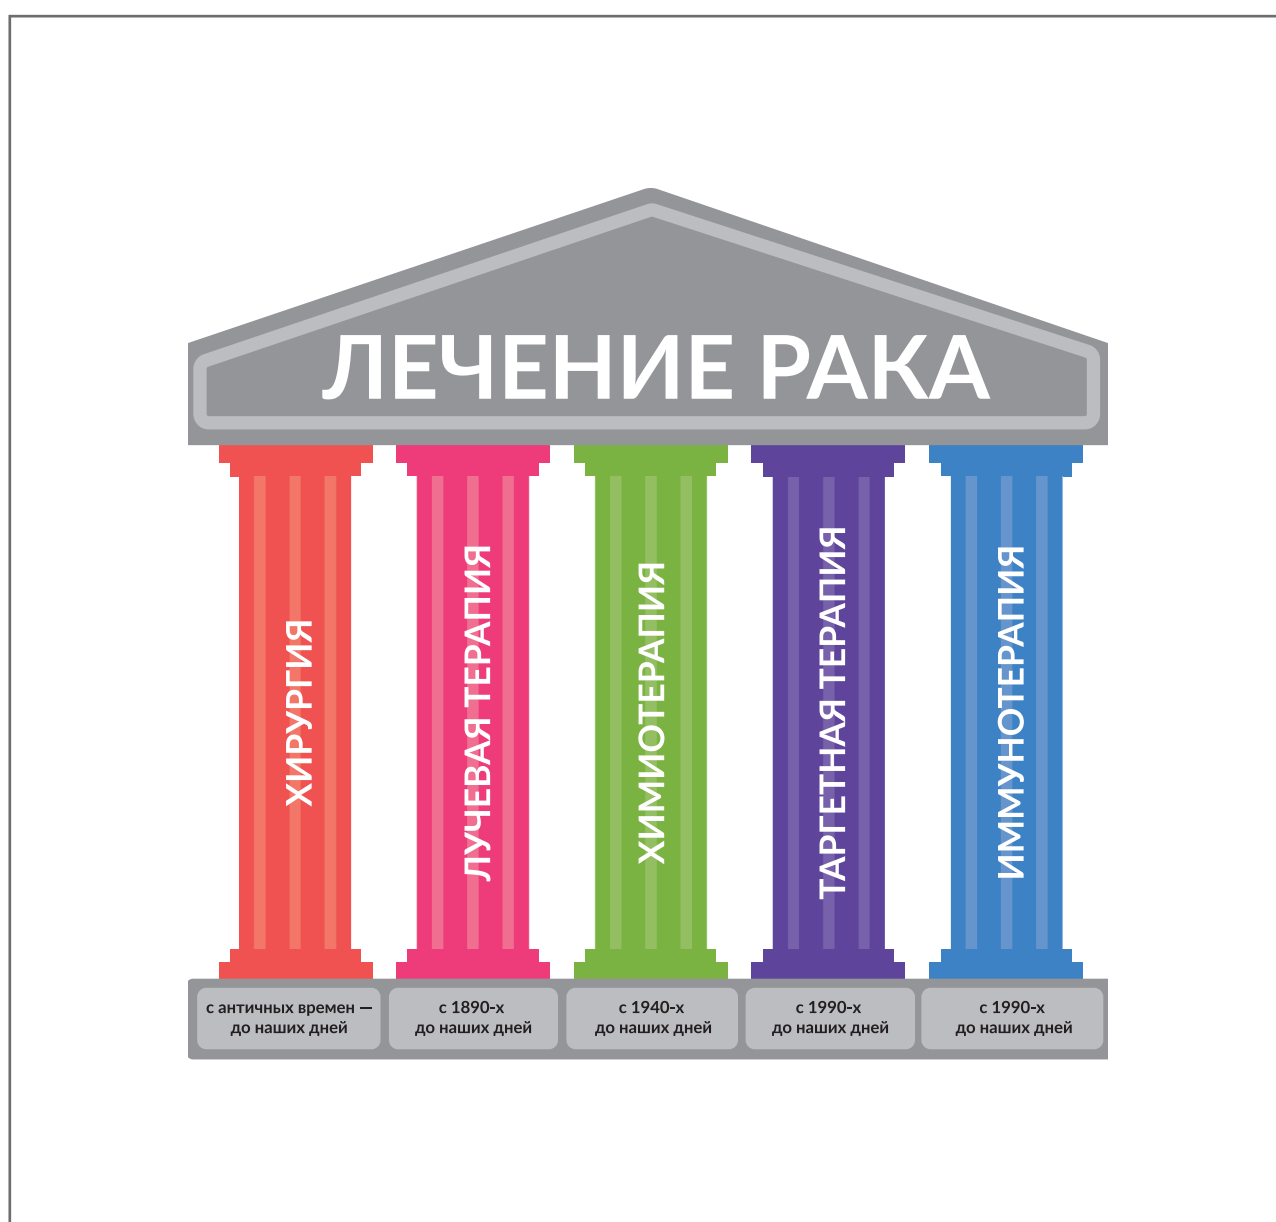 ЛЕЧЕНИЕ РАКА
ХИРУРГИЯ
ЛУЧЕВАЯ ТЕРАПИЯ
ХИМИОТЕРАПИЯ
ТАРГЕТНАЯ ТЕРАПИЯ
ИММУНОТЕРАПИЯ
с античных времен —
до наших дней
с 1890-х
до наших дней
с 1940-х
до наших дней
с 1990-х
до наших дней
с 1990-х
до наших дней